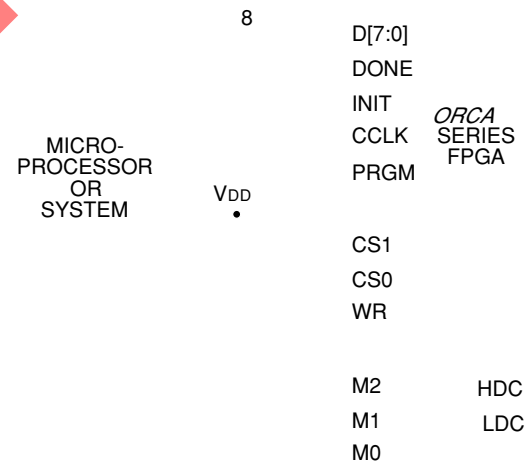 8
D[7:0]
DONE
INIT
CCLK
PRGM
ORCA
SERIES
FPGA
MICRO-
PROCESSOR
OR
SYSTEM
VDD
CS1
CS0
WR
M2
M1
M0
HDC
LDC